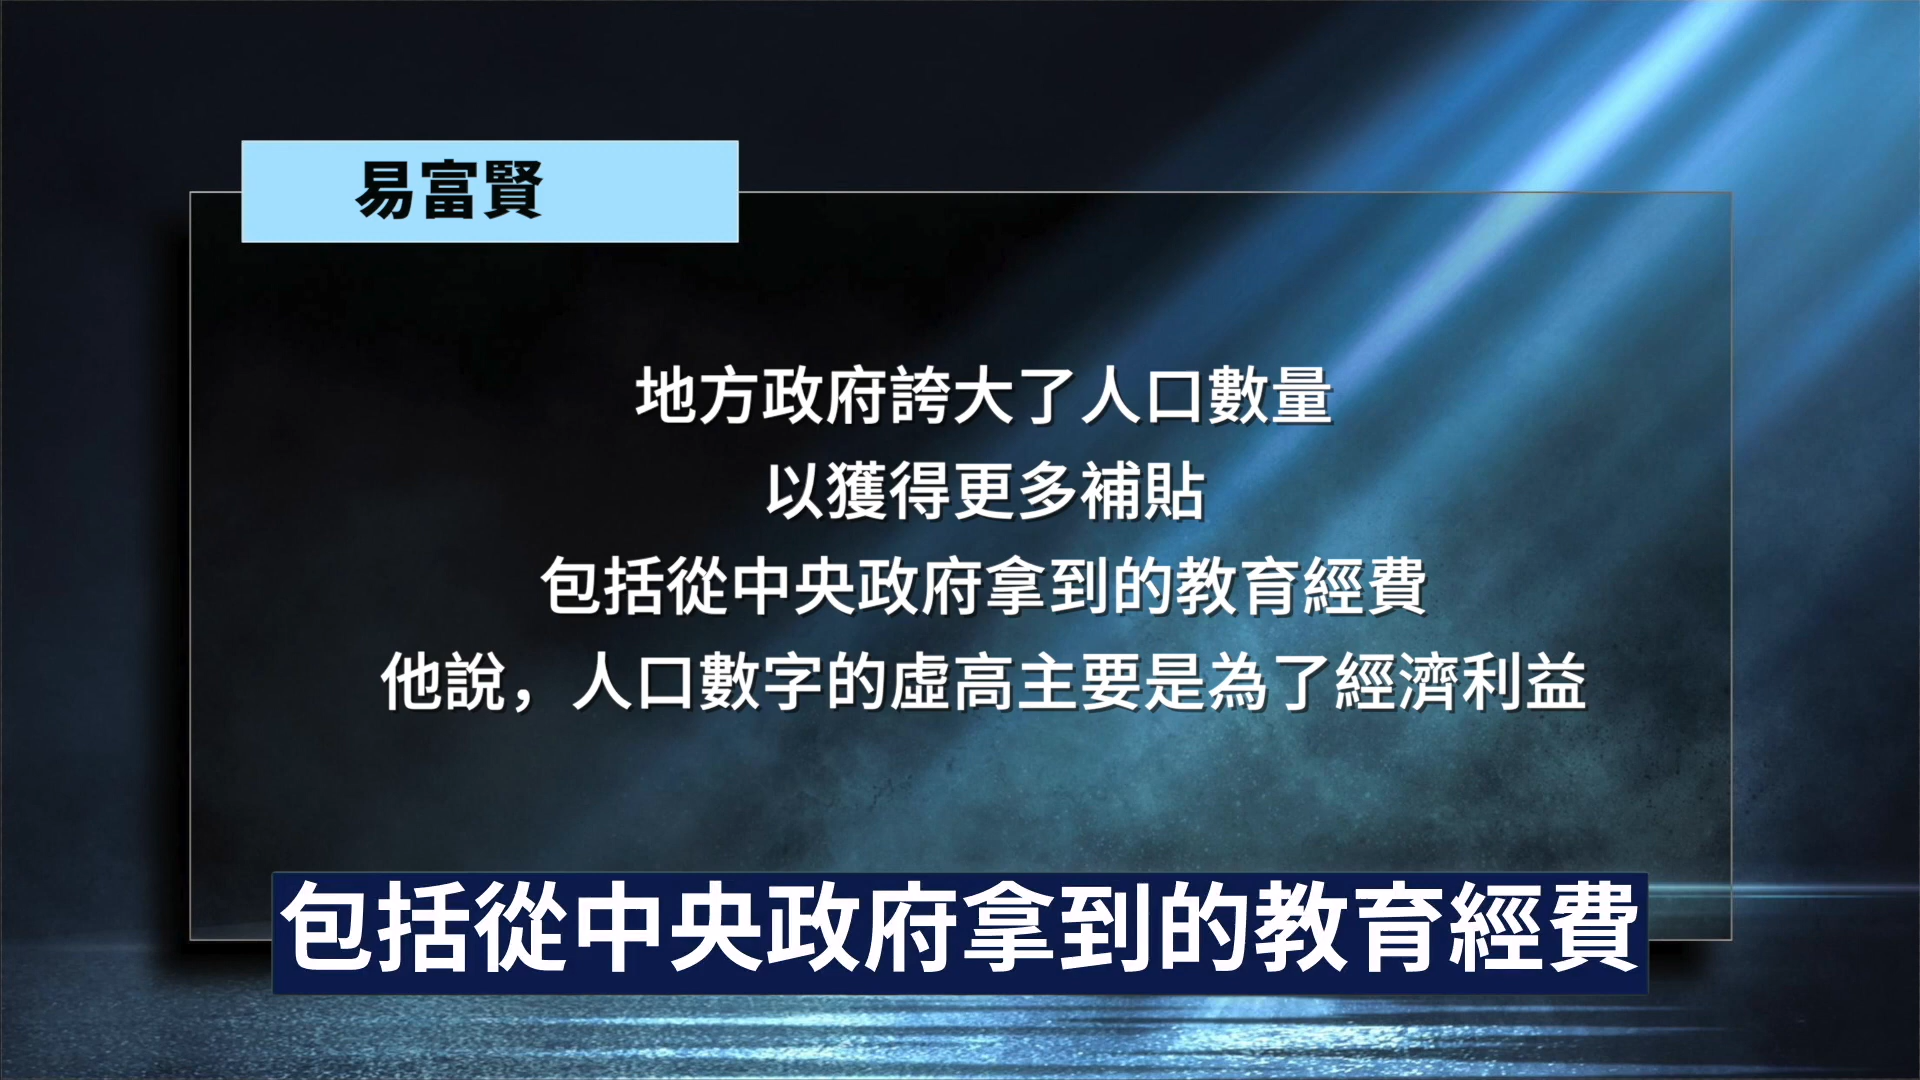 易富賢
地方政府誇大了人口數量
以獲得更多補貼
包括從中央政府拿到的教育經費
他說，人口數字的虛高主要是為了經濟利益
包括從中央政府拿到的教育經費